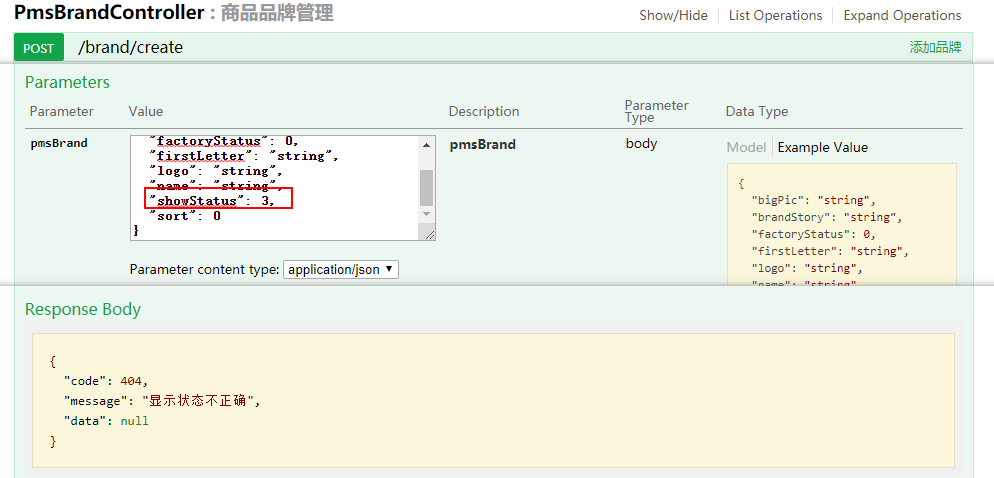 PmsBrandController : 商品品牌管理
Show/Hide List Operations Expand Operations
POST /brand/create 添加品牌
Parameters
Parameter Value Description Parameter Type Data Type
pmsBrand
"factoryStatus": 0,
"firstLetter": "string",
"logo": "string",
"name": "string",
"showStatus": 3,
"sort": 0
}
pmsBrand
body
Model Example Value
{
"bigPic": "string",
"brandStory": "string",
"factoryStatus": 0,
"firstLetter": "string",
"logo": "string",
"name": "string"
Parameter content type: application/json
Response Body
{
"code": 404,
"message": "显示状态不正确",
"data": null
}